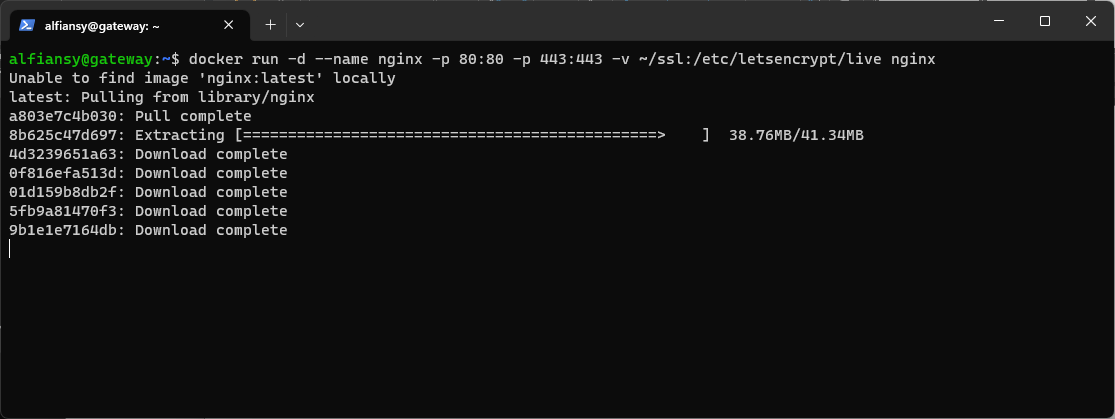 alfiansy@gateway: ~
alfiansy@gateway:~$ docker run -d --name nginx -p 80:80 -p 443:443 -v ~/ssl:/etc/letsencrypt/live nginx
Unable to find image 'nginx:latest' locally
latest: Pulling from library/nginx
a803e7c4b030: Pull complete
8b625c47d697: Extracting [==============================================>    ]  38.76MB/41.34MB
4d3239651a63: Download complete
0f816efa513d: Download complete
01d159b8db2f: Download complete
5fb9a81470f3: Download complete
9b1e1e7164db: Download complete